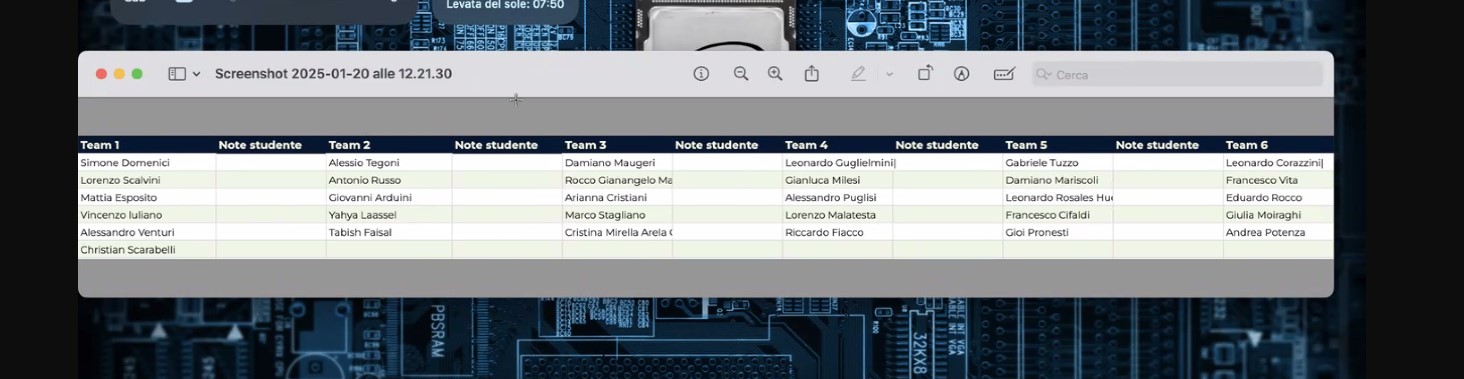 Levata del sole: 07:50
Screenshot 2025-01-20 alle 12.21.30
Cerca
Team 1 Note studente Team 2 Note studente Team 3 Note studente Team 4 Note studente Team 5 Note studente Team 6
Simone Domenici Alessio Tegoni Damiano Maugeri Leonardo Guglielmini| Gabriele Tuzzo Leonardo Corazzini|
Lorenzo Scalvini Antonio Russo Rocco Gianangelo Ma Gianluca Milesi Damiano Mariscoli Francesco Vita
Mattia Esposito Giovanni Arduini Arianna Cristiani Alessandro Puglisi Leonardo Rosales Hue Eduardo Rocco
Vincenzo Iuliano Yahya Laassel Marco Stagliano Lorenzo Malatesta Francesco Cifaldi Giulia Moiraghi
Alessandro Venturi Tabish Faisal Cristina Mirella Arela Riccardo Fiacco Gioi Pronesti Andrea Potenza
Christian Scarabelli
PBSRAM
32KX8